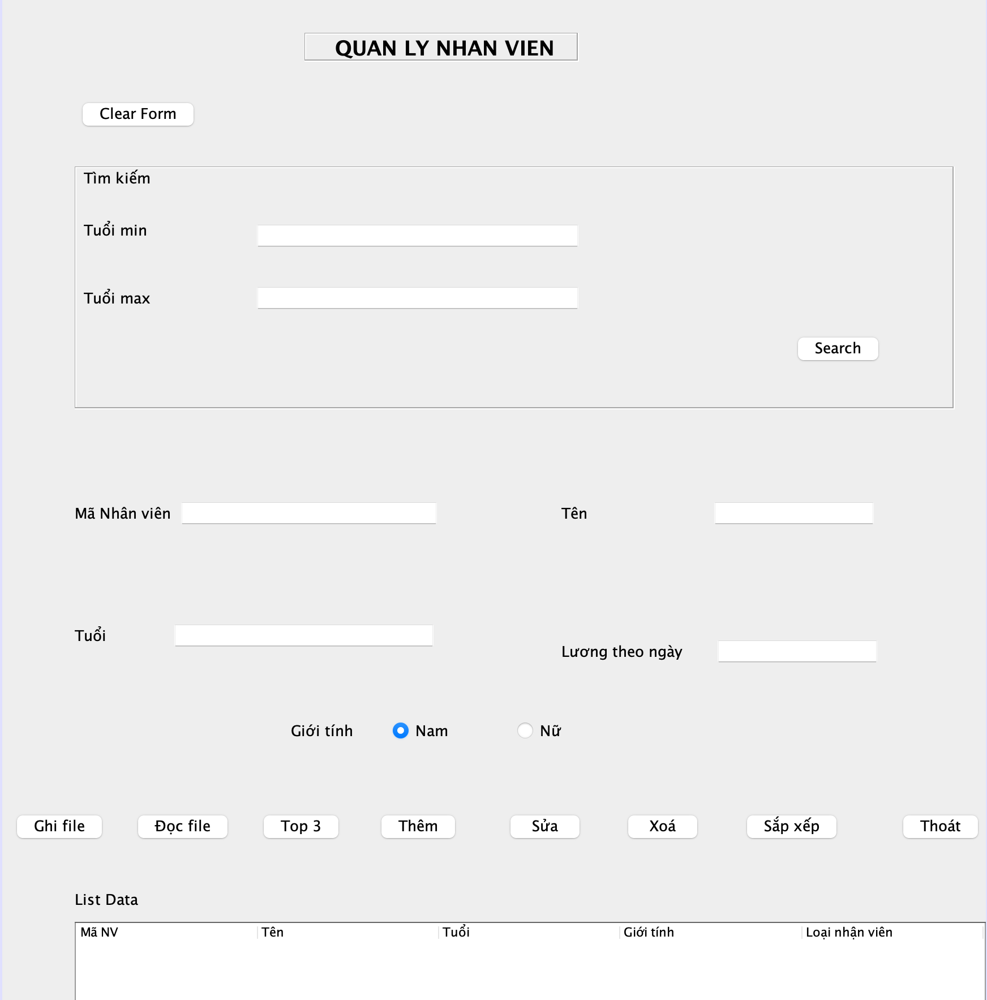 QUAN LY NHAN VIEN
Clear Form
Tìm kiếm
Tuổi min
Tuổi max
Search
Mã Nhân viên
Tên
Tuổi
Lương theo ngày
Giới tính Nam Nữ
Ghi file Đọc file Top 3 Thêm Sửa Xoá Sắp xếp Thoát
List Data
Mã NV Tên Tuổi Giới tính Loại nhận viên